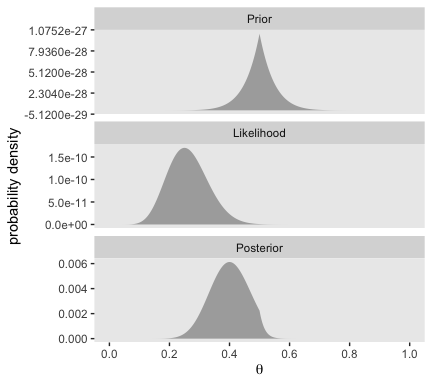 Prior
1.0752e-27
7.9360e-28
5.1200e-28
2.3040e-28
-5.1200e-29
Likelihood
1.5e-10
1.0e-10
5.0e-11
0.0e+00
probability density
Posterior
0.006
0.004
0.002
0.000
0.0 0.2 0.4 0.6 0.8 1.0
θ